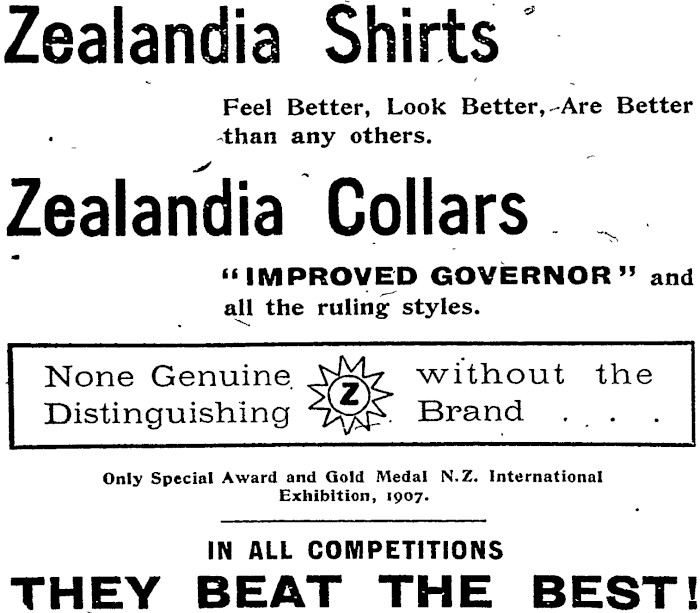 Zealandia Shirts
Feel Better, Look Better, Are Better
than any others.
Zealandia Collars
"IMPROVED GOVERNOR" and
all the ruling styles.
None Genuine Z without the
Distinguishing Brand . . .
Only Special Award and Gold Medal N.Z. International
Exhibition, 1907.
IN ALL COMPETITIONS
THEY BEAT THE BEST!